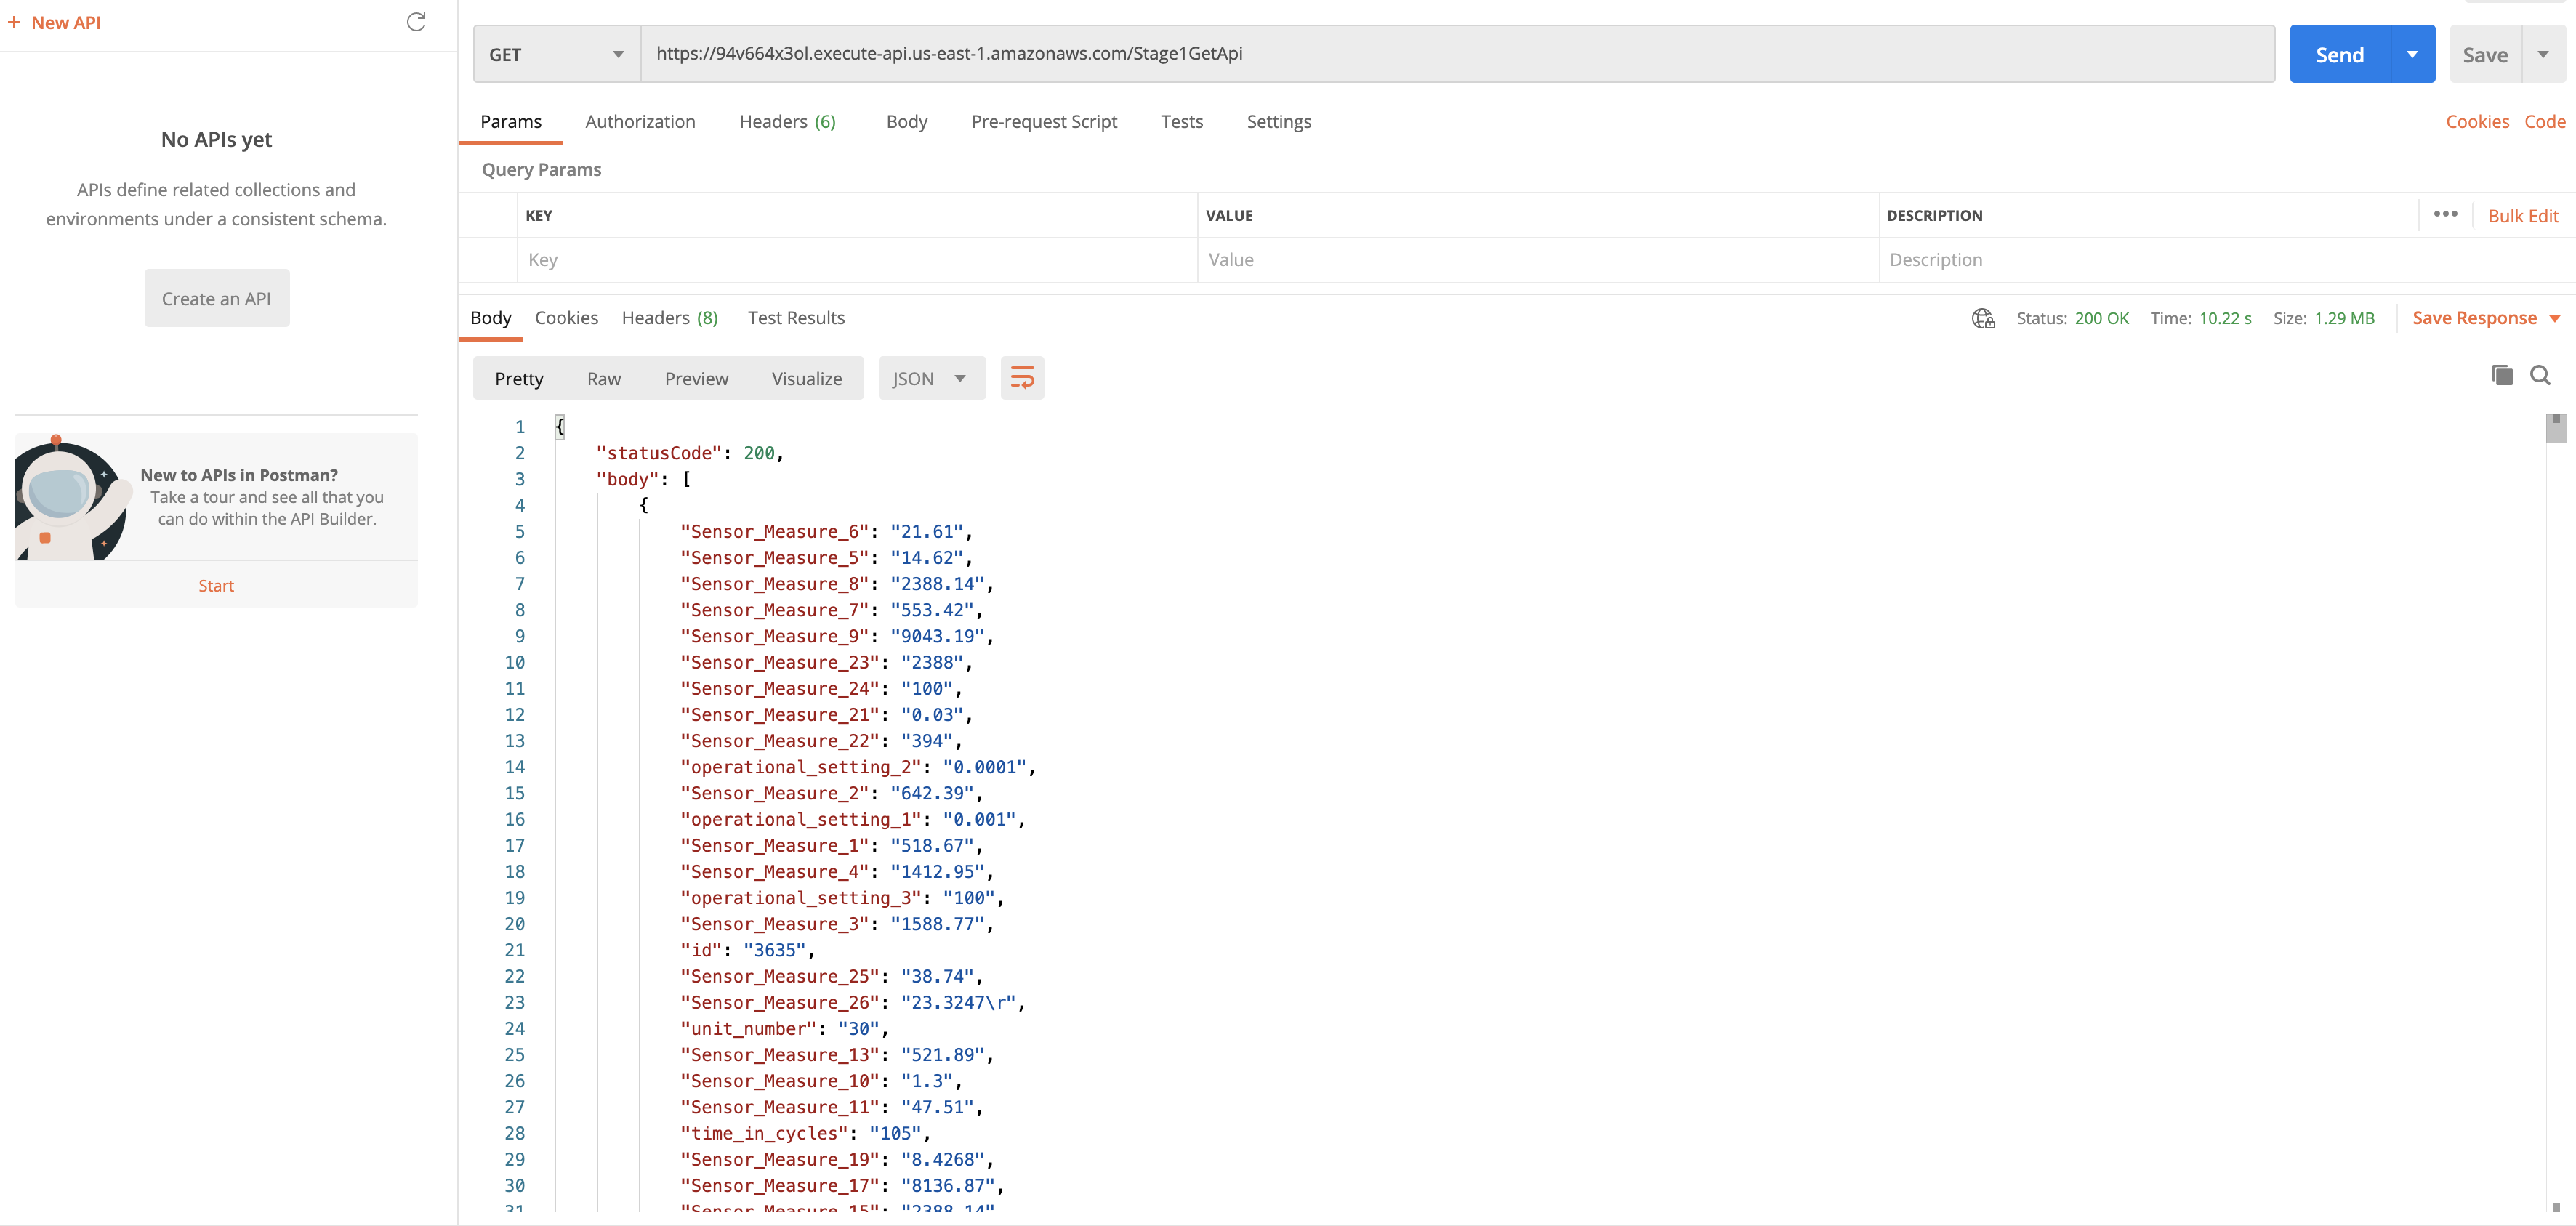 + New API
No APIs yet
APIs define related collections and
environments under a consistent schema.
Create an API
New to APIs in Postman?
Take a tour and see all that you
can do within the API Builder.
Start
GET https://94v664x3ol.execute-api.us-east-1.amazonaws.com/Stage1GetApi Send Save
Params Authorization Headers (6) Body Pre-request Script Tests Settings Cookies Code
Query Params
KEY VALUE DESCRIPTION ••• Bulk Edit
Key Value Description
Body Cookies Headers (8) Test Results Status: 200 OK Time: 10.22 s Size: 1.29 MB Save Response
Pretty Raw Preview Visualize JSON
1 {
2 "statusCode": 200,
3 "body": [
4 {
5 "Sensor_Measure_6": "21.61",
6 "Sensor_Measure_5": "14.62",
7 "Sensor_Measure_8": "2388.14",
8 "Sensor_Measure_7": "553.42",
9 "Sensor_Measure_9": "9043.19",
10 "Sensor_Measure_23": "2388",
11 "Sensor_Measure_24": "100",
12 "Sensor_Measure_21": "0.03",
13 "Sensor_Measure_22": "394",
14 "operational_setting_2": "0.0001",
15 "Sensor_Measure_2": "642.39",
16 "operational_setting_1": "0.001",
17 "Sensor_Measure_1": "518.67",
18 "Sensor_Measure_4": "1412.95",
19 "operational_setting_3": "100",
20 "Sensor_Measure_3": "1588.77",
21 "id": "3635",
22 "Sensor_Measure_25": "38.74",
23 "Sensor_Measure_26": "23.3247\r",
24 "unit_number": "30",
25 "Sensor_Measure_13": "521.89",
26 "Sensor_Measure_10": "1.3",
27 "Sensor_Measure_11": "47.51",
28 "time_in_cycles": "105",
29 "Sensor_Measure_19": "8.4268",
30 "Sensor_Measure_17": "8136.87",
31 "Sensor_Measure_15": "2388.14"